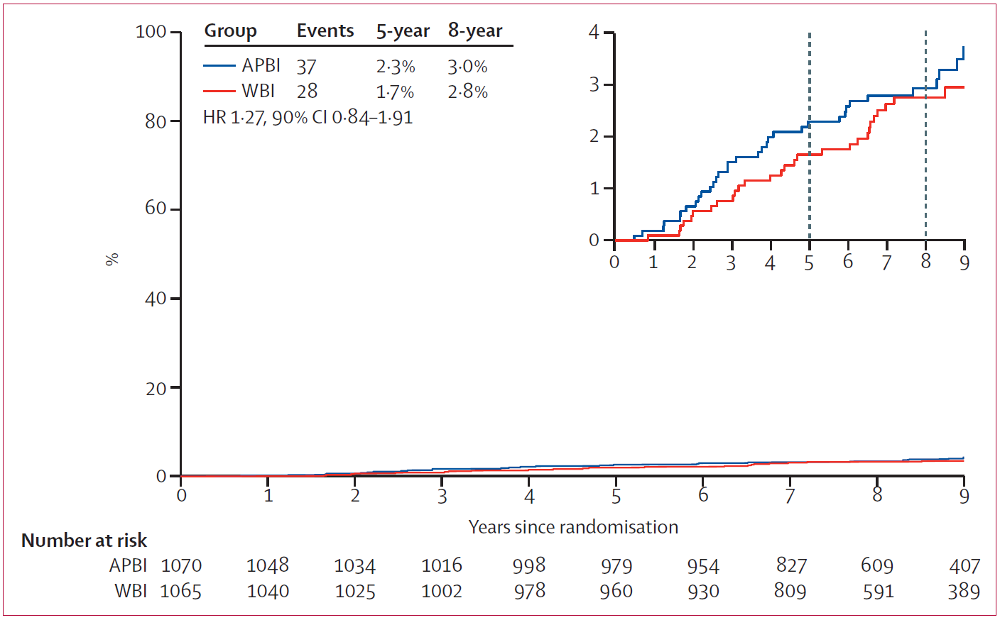 Group Events 5-year 8-year
APBI 37 2·3% 3·0%
WBI 28 1·7% 2·8%
HR 1·27, 90% CI 0·84–1·91
100
80
60
40
20
0
%
0 1 2 3 4 5 6 7 8 9
4
3
2
1
0
0 1 2 3 4 5 6 7 8 9
Years since randomisation
Number at risk
APBI 1070 1048 1034 1016 998 979 954 827 609 407
WBI 1065 1040 1025 1002 978 960 930 809 591 389